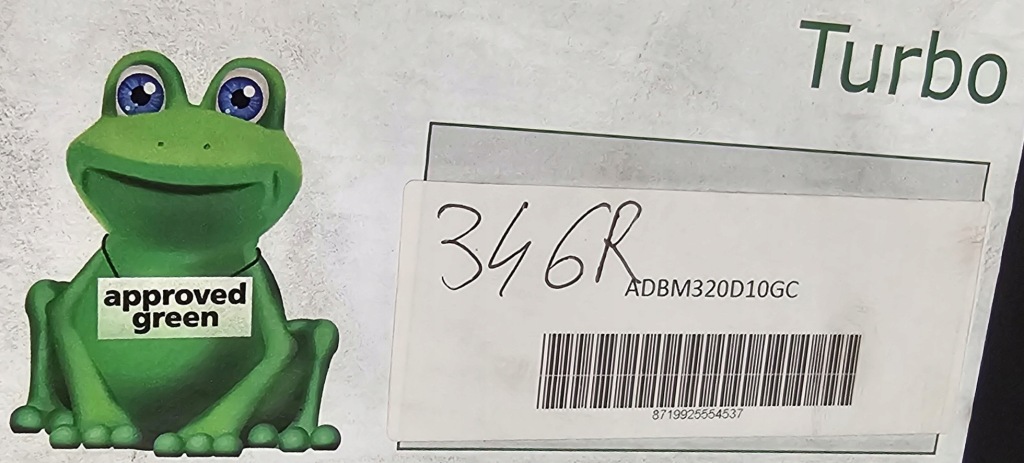 Turbo
approved
green
346R
ADBM320D10GC
8719925554537